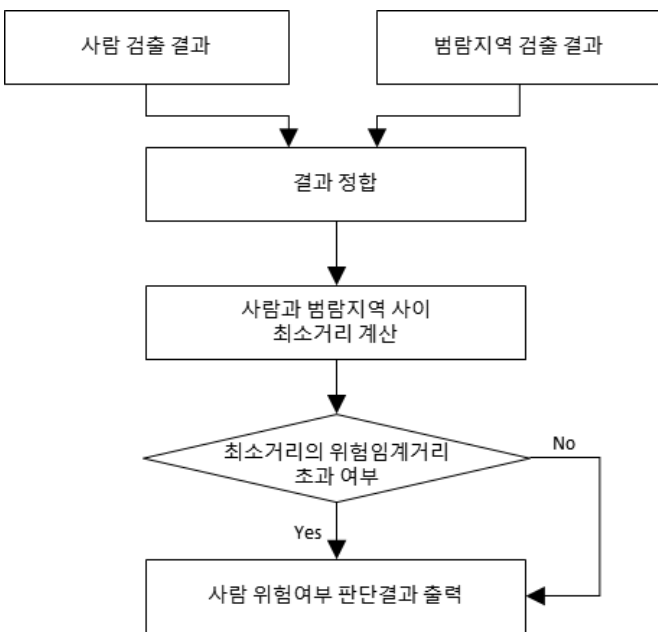 사람 검출 결과
범람지역 검출 결과
결과 정합
사람과 범람지역 사이
최소거리 계산
최소거리의 위험임계거리
초과 여부
No
Yes
사람 위험여부 판단결과 출력